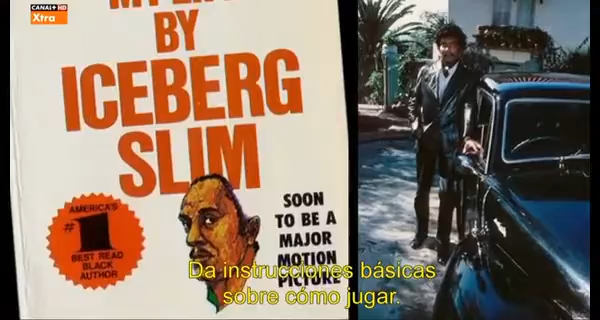 CANAL+ HD
Xtra
BY
ICEBERG
SLIM
AMERICA'S
#1
BEST READ
BLACK
AUTHOR
SOON
TO BE A
MAJOR
MOTION
PICTURE
Da instrucciones básicas
sobre cómo jugar.